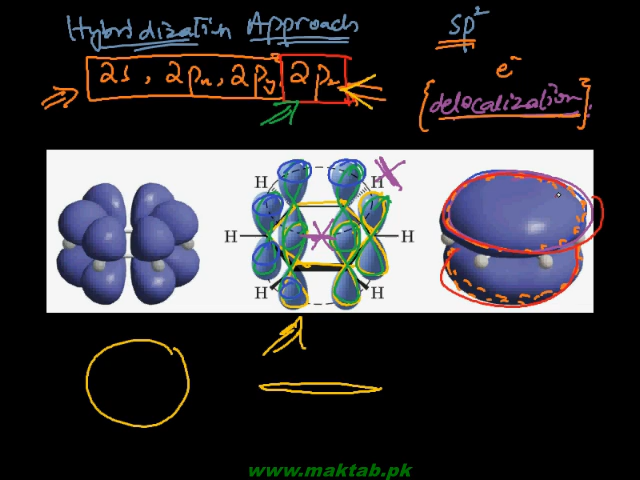 Hybridization Approach
sp²
2s, 2px, 2py 2pz
e⁻
[delocalization]
H H
H H
H H
www.maktab.pk